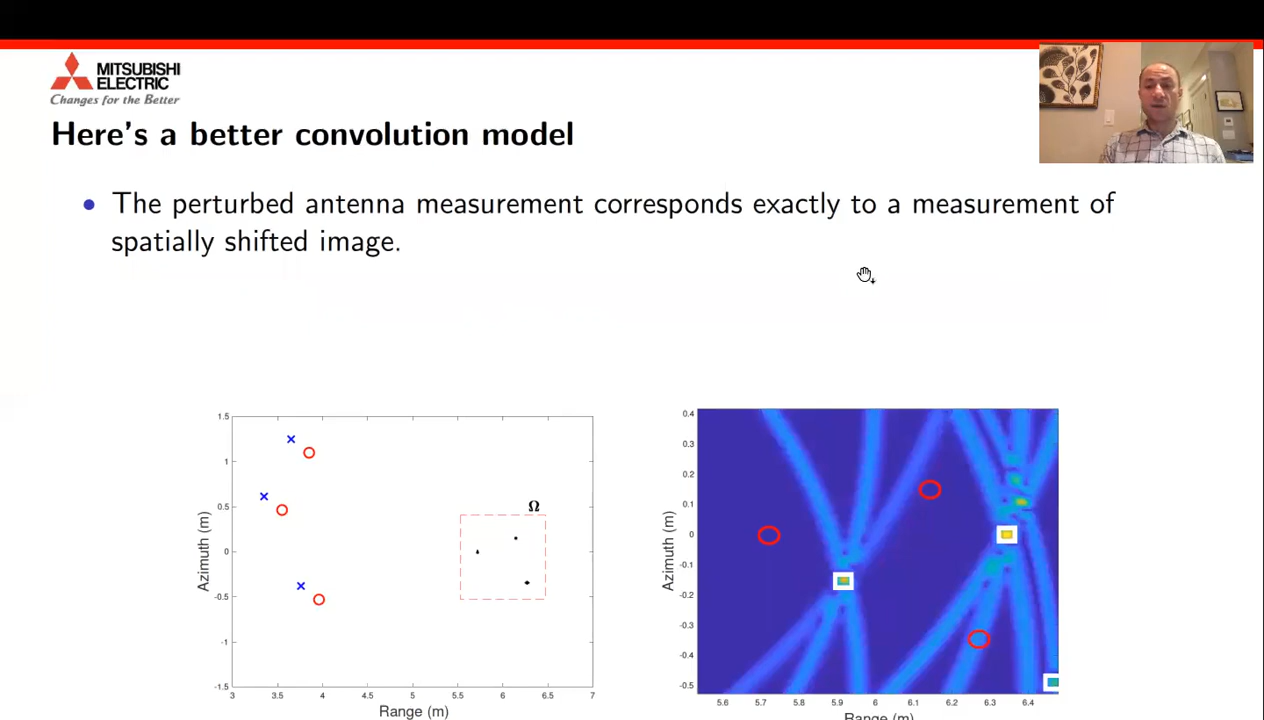 MITSUBISHI
ELECTRIC
Changes for the Better
Here's a better convolution model
• The perturbed antenna measurement corresponds exactly to a measurement of
spatially shifted image.
1.5
1
0.5
0
-0.5
-1
-1.5
Azimuth (m)
Ω
3 3.5 4 4.5 5 5.5 6 6.5 7
Range (m)
0.4
0.3
0.2
0.1
0
-0.1
-0.2
-0.3
-0.4
-0.5
Azimuth (m)
5.6 5.7 5.8 5.9 6 6.1 6.2 6.3 6.4
Range (m)